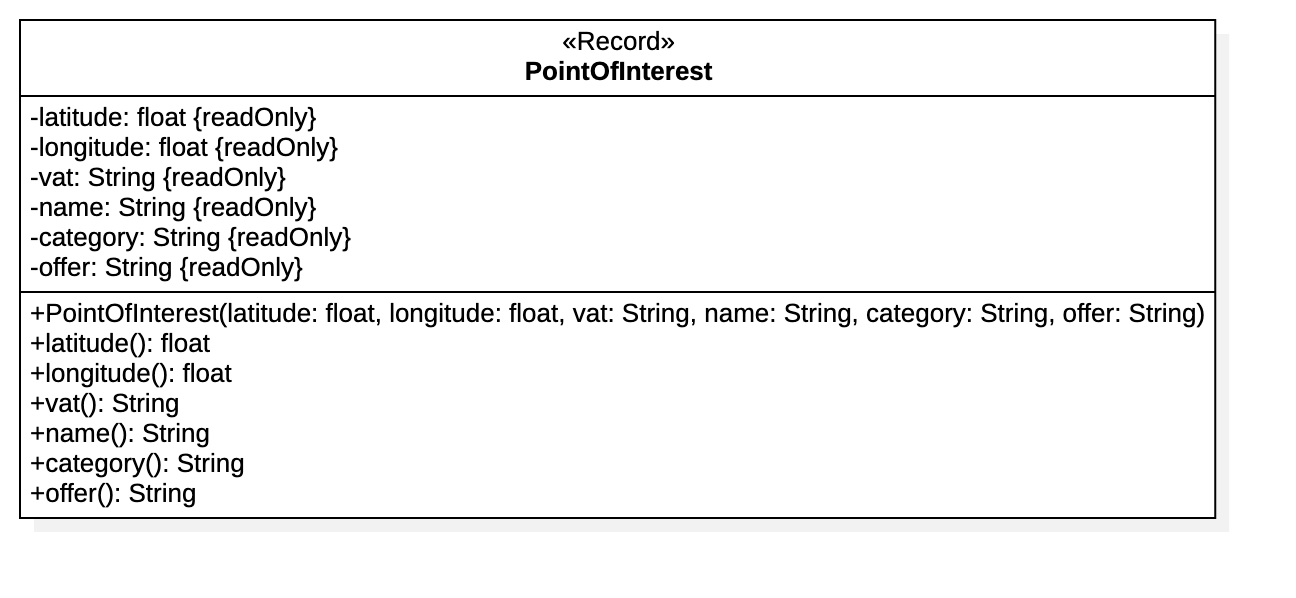 «Record»
PointOfInterest
-latitude: float {readOnly}
-longitude: float {readOnly}
-vat: String {readOnly}
-name: String {readOnly}
-category: String {readOnly}
-offer: String {readOnly}
+PointOfInterest(latitude: float, longitude: float, vat: String, name: String, category: String, offer: String)
+latitude(): float
+longitude(): float
+vat(): String
+name(): String
+category(): String
+offer(): String